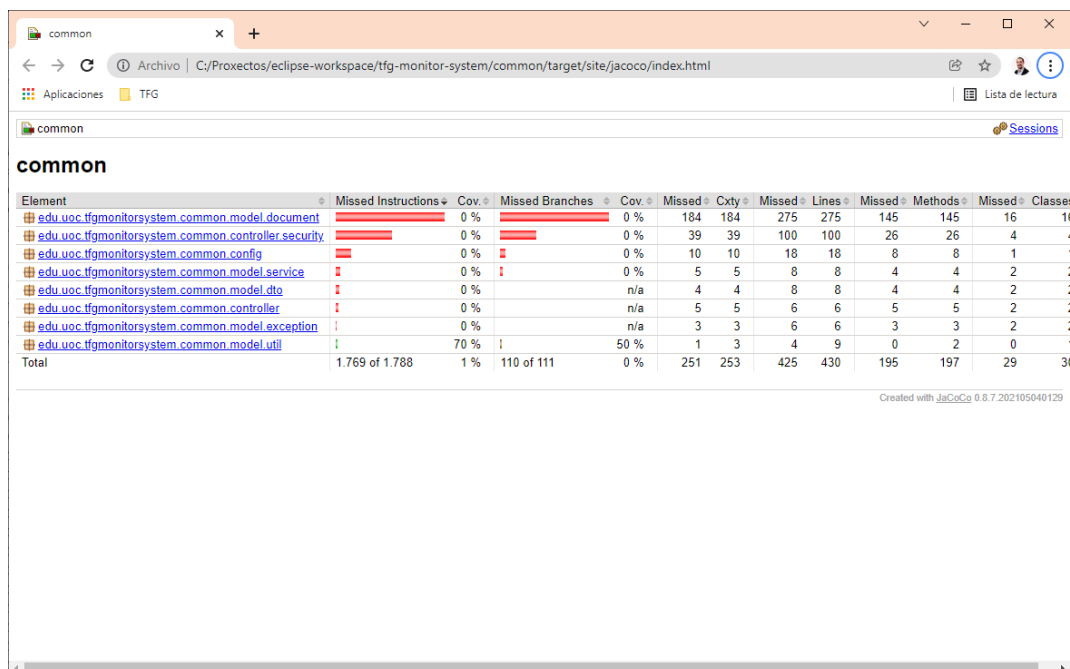 common
Archivo | C:/Proxectos/eclipse-workspace/tfg-monitor-system/common/target/site/jacoco/index.html
Aplicaciones TFG Lista de lectura
common Sessions
common
Element Missed Instructions Cov. Missed Branches Cov. Missed Cxty Missed Lines Missed Methods Missed Classes
edu.uoc.tfgmonitorsystem.common.model.document 0 % 0 % 184 184 275 275 145 145 16
edu.uoc.tfgmonitorsystem.common.controller.security 0 % 0 % 39 39 100 100 26 26 4
edu.uoc.tfgmonitorsystem.common.config 0 % 0 % 10 10 18 18 8 8 1
edu.uoc.tfgmonitorsystem.common.model.service 0 % 0 % 5 5 8 8 4 4 2
edu.uoc.tfgmonitorsystem.common.model.dto 0 % n/a 4 4 8 8 4 4 2
edu.uoc.tfgmonitorsystem.common.controller 0 % n/a 5 5 6 6 5 5 2
edu.uoc.tfgmonitorsystem.common.model.exception 0 % n/a 3 3 6 6 3 3 2
edu.uoc.tfgmonitorsystem.common.model.util 70 % 50 % 1 3 4 9 0 2 0
Total 1.769 of 1.788 1 % 110 of 111 0 % 251 253 425 430 195 197 29
Created with JaCoCo 0.8.7.202105040129